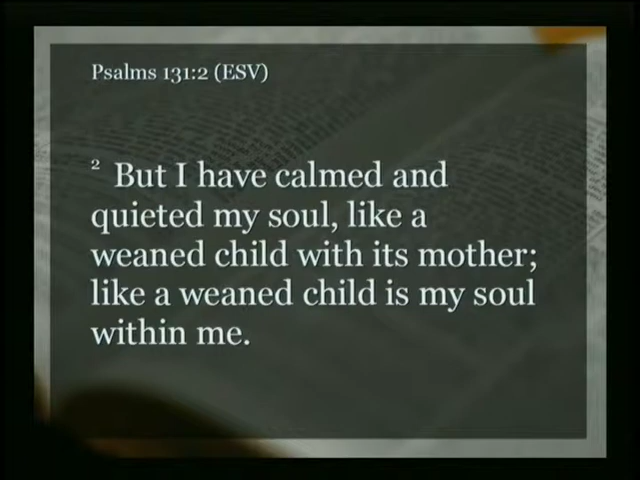 Psalms 131:2 (ESV)
2 But I have calmed and
quieted my soul, like a
weaned child with its mother;
like a weaned child is my soul
within me.